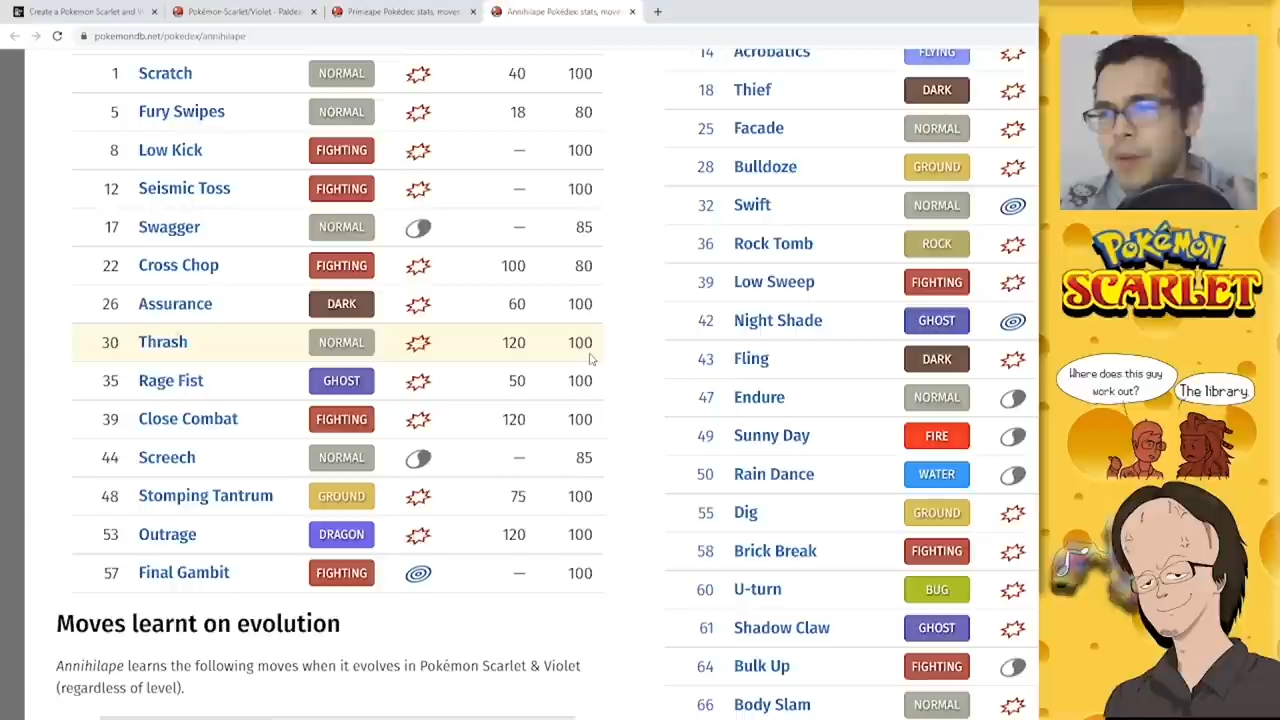 Create a Pokemon Scarlet and Vi
Pokémon Scarlet/Violet - Paldea
Primeape Pokédex: stats, moves
Annihilape Pokédex: stats, move
pokemondb.net/pokedex/annihilape
1 Scratch NORMAL 40 100
5 Fury Swipes NORMAL 18 80
8 Low Kick FIGHTING — 100
12 Seismic Toss FIGHTING — 100
17 Swagger NORMAL — 85
22 Cross Chop FIGHTING 100 80
26 Assurance DARK 60 100
30 Thrash NORMAL 120 100
35 Rage Fist GHOST 50 100
39 Close Combat FIGHTING 120 100
44 Screech NORMAL — 85
48 Stomping Tantrum GROUND 75 100
53 Outrage DRAGON 120 100
57 Final Gambit FIGHTING — 100
Moves learnt on evolution
Annihilape learns the following moves when it evolves in Pokémon Scarlet & Violet
(regardless of level).
14 Acrobatics FLYING
18 Thief DARK
25 Facade NORMAL
28 Bulldoze GROUND
32 Swift NORMAL
36 Rock Tomb ROCK
39 Low Sweep FIGHTING
42 Night Shade GHOST
43 Fling DARK
47 Endure NORMAL
49 Sunny Day FIRE
50 Rain Dance WATER
55 Dig GROUND
58 Brick Break FIGHTING
60 U-turn BUG
61 Shadow Claw GHOST
64 Bulk Up FIGHTING
66 Body Slam NORMAL
POKéMON
SCARLET
Where does this guy
work out?
The library.